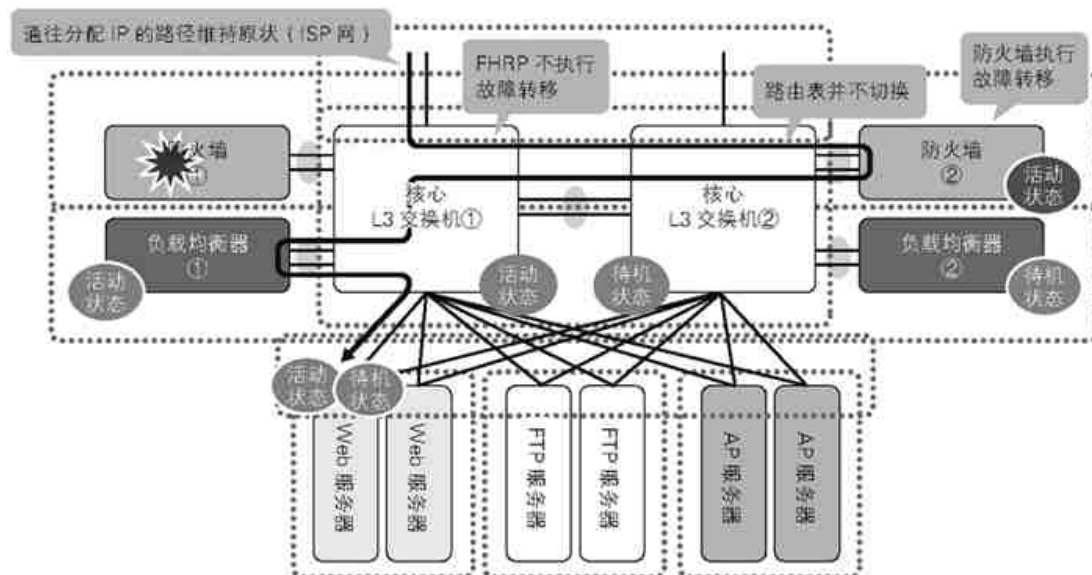 通往分配 IP 的路径维持原状（ISP 网）
FHRP 不执行
故障转移
路由表并不切换
防火墙执行
故障转移
火墙
防火墙
②
活动
状态
核心
L3 交换机①
核心
L3 交换机②
负载均衡器
①
活动
状态
活动
状态
待机
状态
负载均衡器
②
待机
状态
活动
状态
待机
状态
Web 服务器
Web 服务器
FTP 服务器
FTP 服务器
AP 服务器
AP 服务器